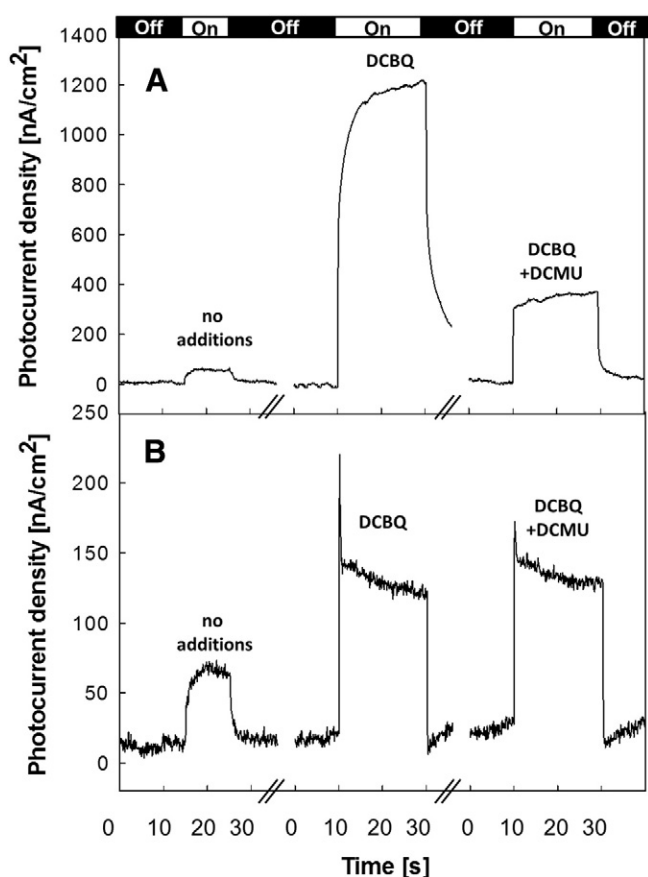 Off On Off On Off On Off
1400
1200
1000
800
600
400
200
0
Photocurrent density [nA/cm²]
A
no
additions
DCBQ
DCBQ
+DCMU
250
200
150
100
50
0
Photocurrent density [nA/cm²]
B
no
additions
DCBQ
DCBQ
+DCMU
0 10 20 30 0 10 20 30 0 10 20 30
Time [s]